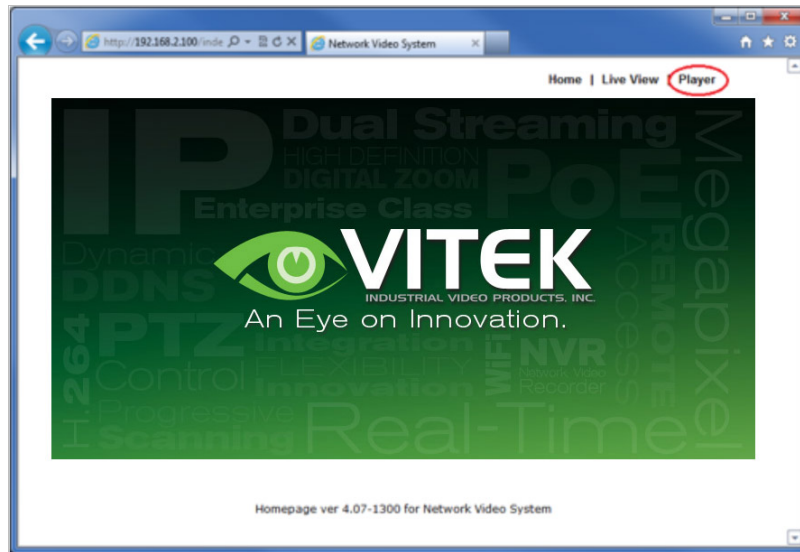 http://192.168.2.100/inde
Network Video System
Home | Live View | Player
IP
Dual Streaming
HIGH DEFINITION
DIGITAL ZOOM
PoE
Megapixel
Enterprise Class
Dynamic
DDNS
Access
REMOTE
VITEK
INDUSTRIAL VIDEO PRODUCTS, INC.
An Eye on Innovation.
H.264
PTZ
Integration
WiFi
NVR
Network Video
Recorder
Control
FLEXIBILITY
Innovation
Progressive
Scanning
Real-Time
Homepage ver 4.07-1300 for Network Video System